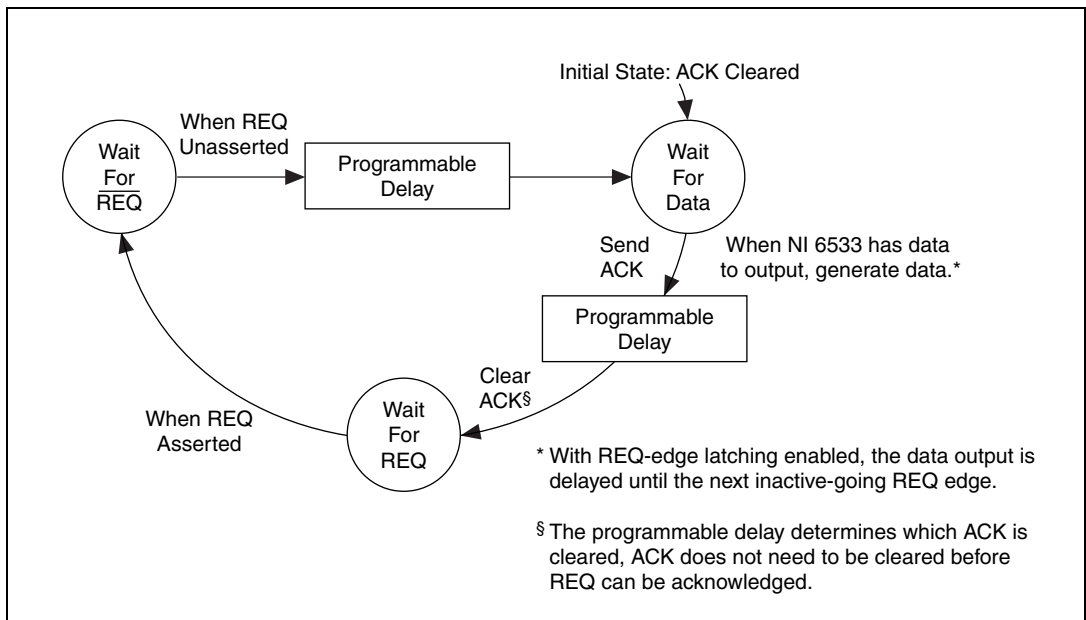 Initial State: ACK Cleared
When REQ
Unasserted
Wait
For
REQ
Programmable
Delay
Wait
For
Data
Send
ACK
When NI 6533 has data
to output, generate data.*
Programmable
Delay
Clear
ACK§
Wait
For
REQ
When REQ
Asserted
* With REQ-edge latching enabled, the data output is
delayed until the next inactive-going REQ edge.
§ The programmable delay determines which ACK is
cleared, ACK does not need to be cleared before
REQ can be acknowledged.